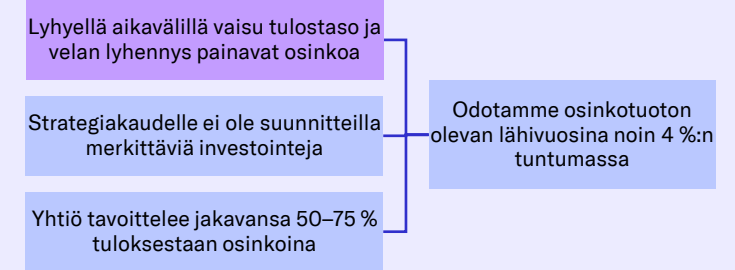 Lyhyellä aikavälillä vaisu tulostaso ja
velan lyhennys painavat osinkoa
Strategiakaudelle ei ole suunnitteilla
merkittäviä investointeja
Yhtiö tavoittelee jakavansa 50–75 %
tuloksestaan osinkoina
Odotamme osinkotuoton
olevan lähivuosina noin 4 %:n
tuntumassa